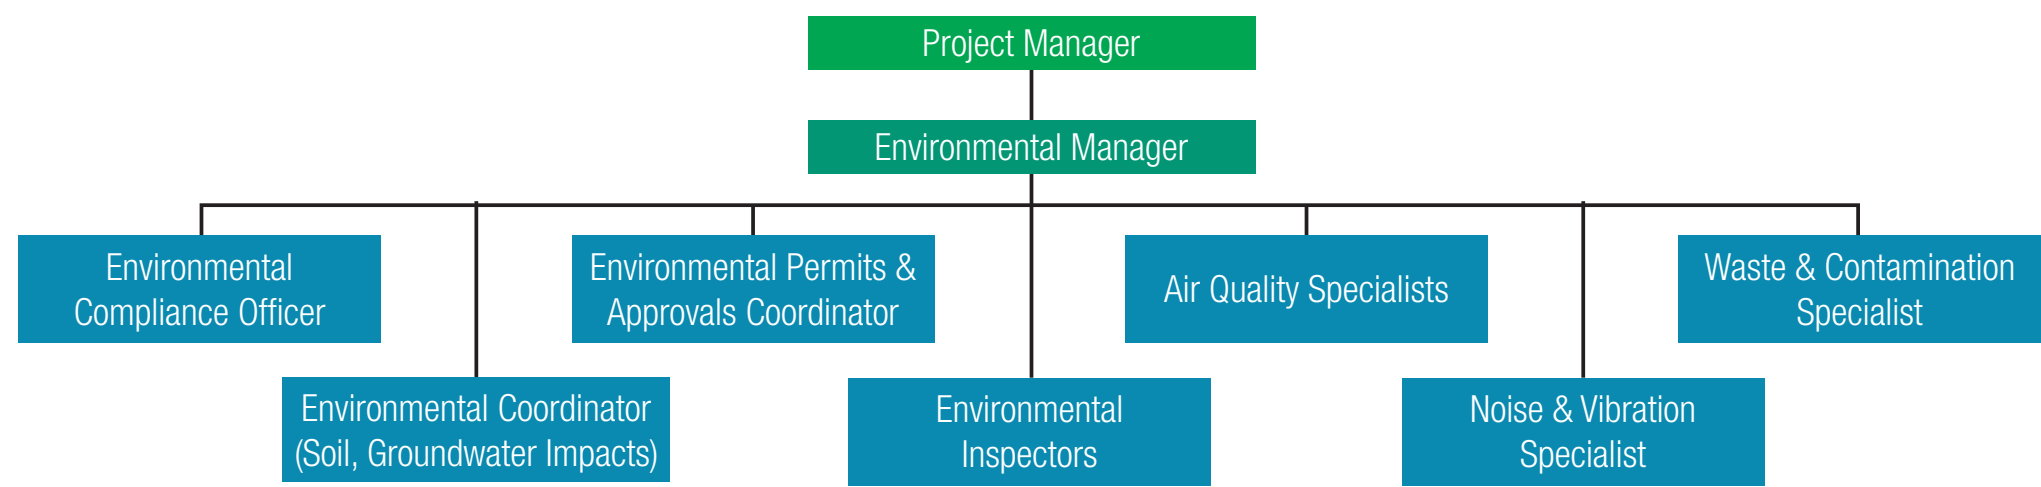 Project Manager
Environmental Manager
Environmental
Compliance Officer
Environmental Permits &
Approvals Coordinator
Air Quality Specialists
Waste & Contamination
Specialist
Environmental Coordinator
(Soil, Groundwater Impacts)
Environmental
Inspectors
Noise & Vibration
Specialist